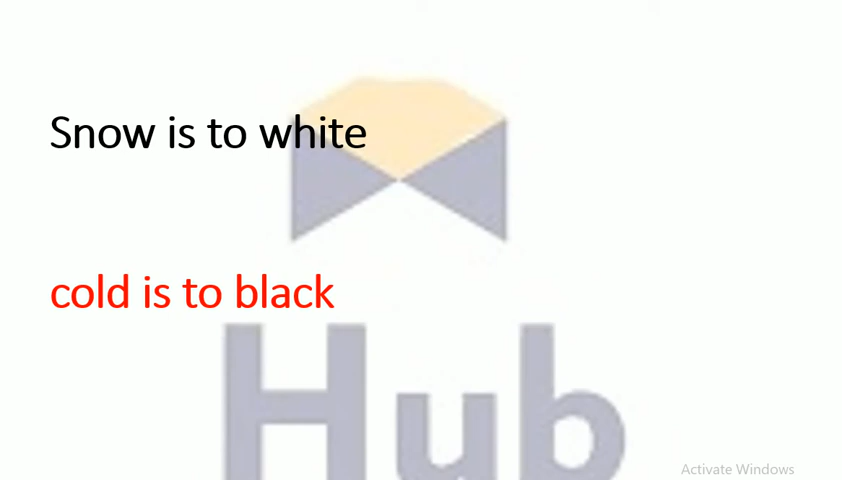 Snow is to white
cold is to black
Hub
Activate Windows